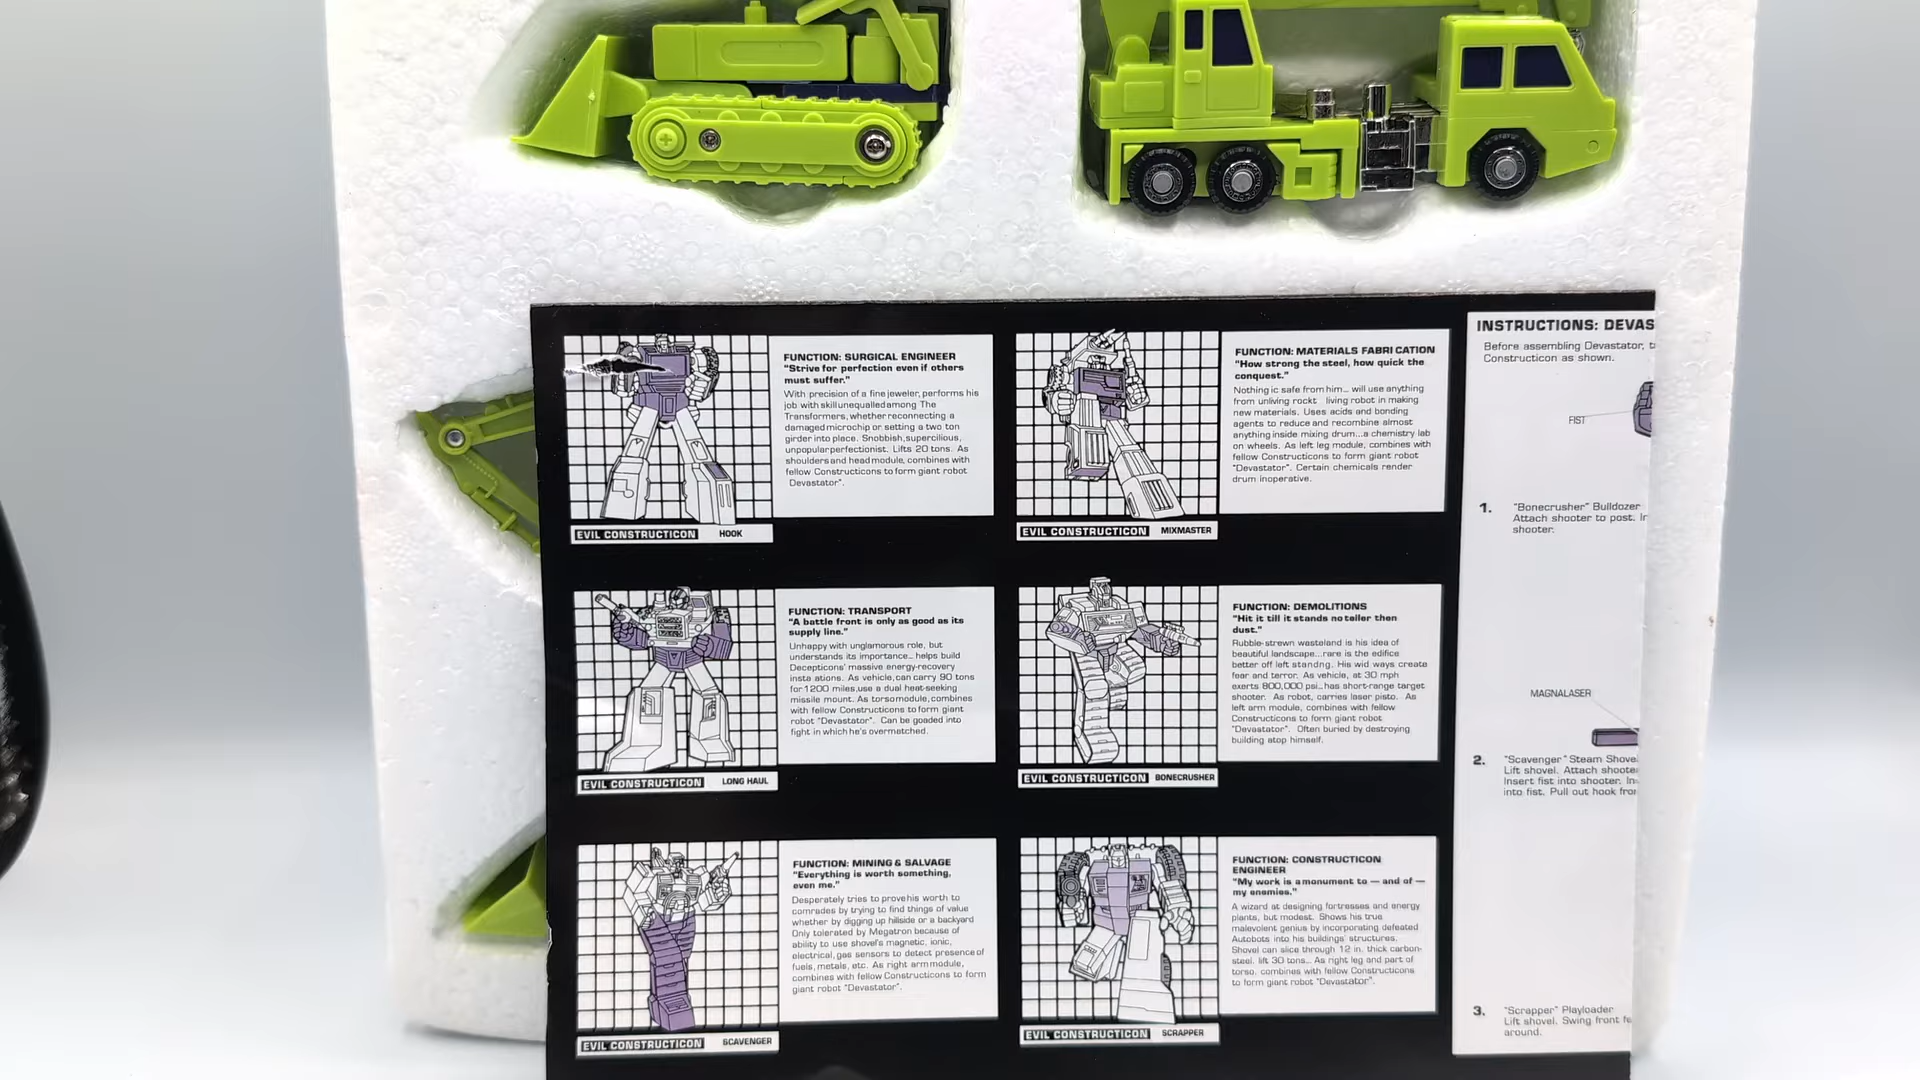 FUNCTION: SURGICAL ENGINEER
"Strive for perfection even if others
must suffer."
With precision of a fine jeweler, performs his
job with skill unequalled among The
Transformers, whether reconnecting a
damaged microchip or setting a two ton
girder into place. Snobbish, supercilious,
unpopular perfectionist. Lifts 20 tons. As
shoulders and head module, combines with
fellow Constructicons to form giant robot
Devastator".
EVIL CONSTRUCTICON HOOK
FUNCTION: MATERIALS FABRI CATION
"How strong the steel, how quick the
conquest."
Nothing ic safe from him... will use anything
from unliving rockt living robot in making
new materials. Uses acids and bonding
agents to reduce and recombine almost
anything inside mixing drum...a chemistry lab
on wheels. As left leg module, combines with
fellow Constructicons to form giant robot
"Devastator". Certain chemicals render
drum inoperative.
EVIL CONSTRUCTICON MIXMASTER
FUNCTION: TRANSPORT
"A battle front is only as good as its
supply line."
Unhappy with unglamorous role, but
understands its importance... helps build
Decepticons' massive energy-recovery
insta ations. As vehicle, can carry 90 tons
for 1200 miles, use a dual heat-seeking
missile mount. As torso module, combines
with fellow Constructicons to form giant
robot "Devastator". Can be goaded into
fight in which he's overmatched.
EVIL CONSTRUCTICON LONG HAUL
FUNCTION: DEMOLITIONS
"Hit it till it stands no teller then
dust."
Rubble-strewn wasteland is his idea of
beautiful landscape...rare is the edifice
better off left standng. His wid ways create
fear and terror. As vehicle, at 30 mph
exerts 800,000 psi...has short-range target
shooter. As robot, carries laser pisto. As
left arm module, combines with fellow
Constructicons to form giant robot
"Devastator". Often buried by destroying
building atop himself.
EVIL CONSTRUCTICON BONECRUSHER
FUNCTION: MINING & SALVAGE
"Everything is worth something,
even me."
Desperately tries to prove his worth to
comrades by trying to find things of value
whether by digging up hillside or a backyard
Only tolerated by Megatron because of
ability to use shovel's magnetic, ionic,
electrical, gas sensors to detect presence of
fuels, metals, etc. As right arm module,
combines with fellow Constructicons to form
giant robot "Devastator".
EVIL CONSTRUCTICON SCAVENGER
FUNCTION: CONSTRUCTICON
ENGINEER
"My work is a monument to — and of —
my enemies."
A wizard at designing fortresses and energy
plants, but modest. Shows his true
malevolent genius by incorporating defeated
Autobots into his buildings' structures.
Shovel can slice through 12 in. thick carbon-
steel, lift 30 tons... As right leg and part of
torso, combines with fellow Constructicons
to form giant robot "Devastator".
EVIL CONSTRUCTICON SCRAPPER
INSTRUCTIONS: DEVAS
Before assembling Devastator, t
Constructicon as shown.
FIST
1. "Bonecrusher" Bulldozer
Attach shooter to post. In
shooter.
MAGNALASER
2. "Scavenger" Steam Shove
Lift shovel. Attach shoote
Insert fist into shooter. In
into fist. Pull out hook fro
3. "Scrapper" Playloader
Lift shovel. Swing front fe
around.